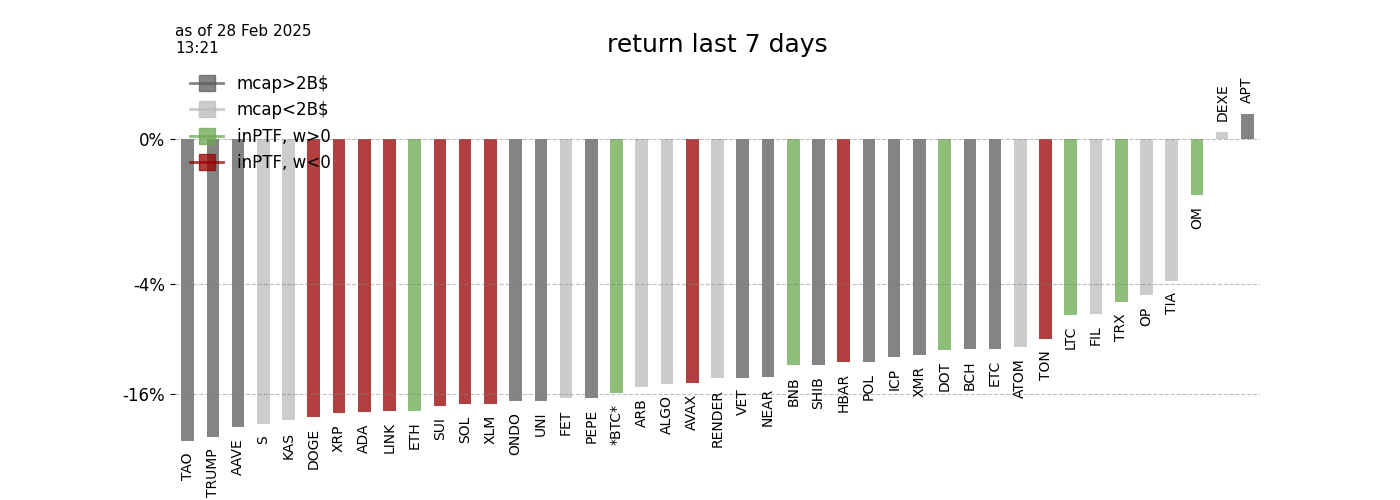 as of 28 Feb 2025
13:21
return last 7 days
mcap>2B$
mcap<2B$
inPTF, w>0
inPTF, w<0
0%
-4%
-16%
TAO
TRUMP
AAVE
S
KAS
DOGE
XRP
ADA
LINK
ETH
SUI
SOL
XLM
ONDO
UNI
FET
PEPE
*BTC*
ARB
ALGO
AVAX
RENDER
VET
NEAR
BNB
SHIB
HBAR
POL
ICP
XMR
DOT
BCH
ETC
ATOM
TON
LTC
FIL
TRX
OP
TIA
OM
DEXE
APT